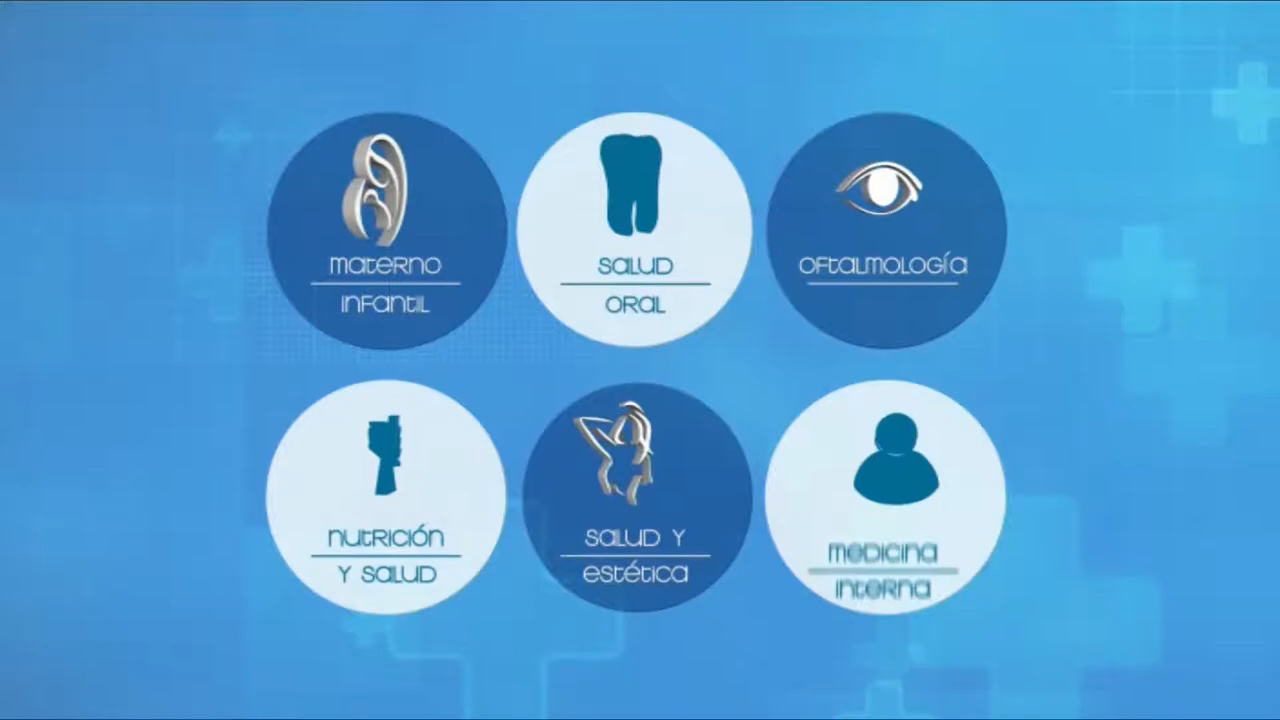 materno
infantil
salud
oral
oftalmología
nutrición
y salud
salud y
estética
medicina
interna